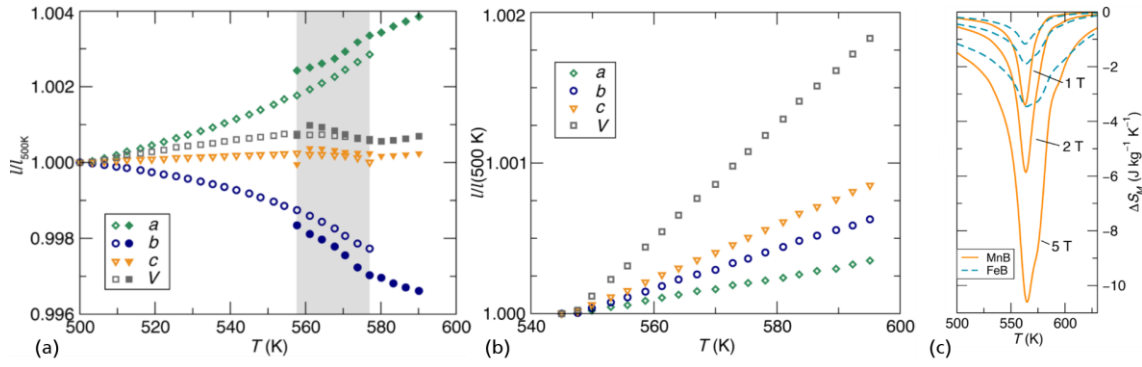 1.004
1.002
1.000
0.998
0.996
l/l500K
a
b
c
V
500
520
540
560
580
600
T (K)
(a)
1.002
1.001
1.000
l/l(500 K)
a
b
c
V
540
560
580
600
T (K)
(b)
0
-2
-4
-6
-8
-10
ΔSM (J kg-1 K-1)
1 T
2 T
5 T
MnB
FeB
500
550
600
T (K)
(c)